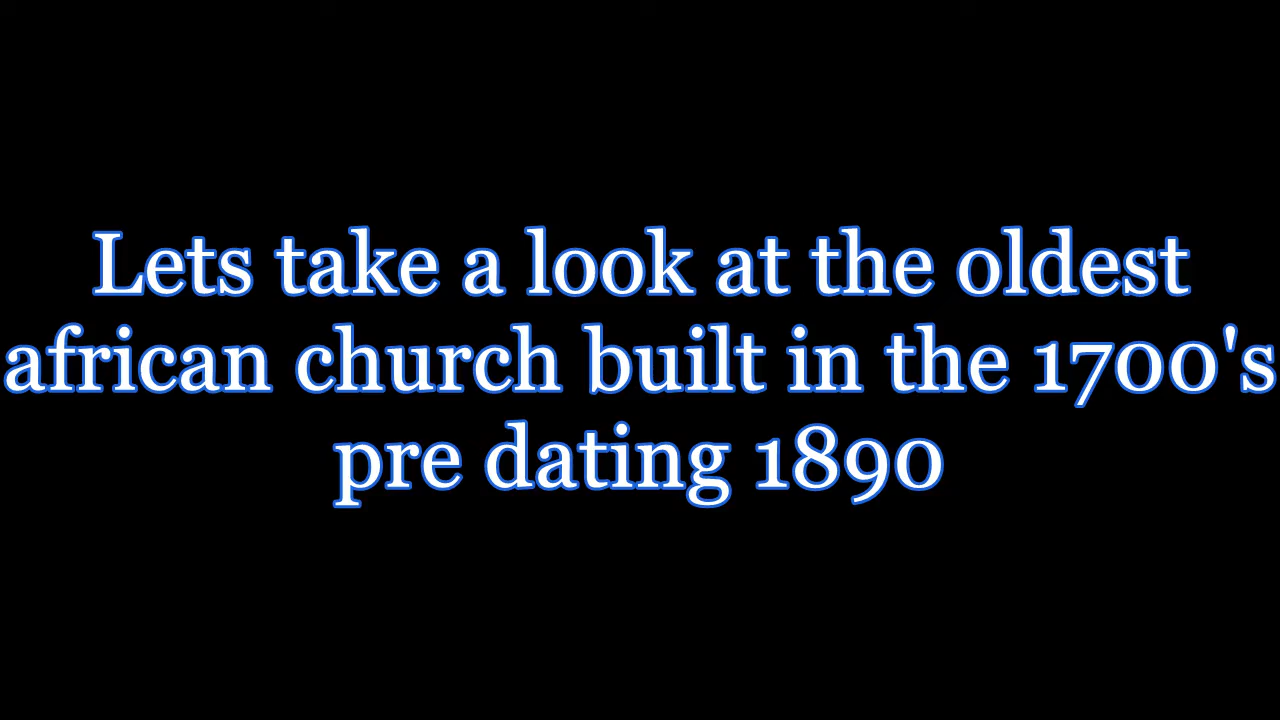 Lets take a look at the oldest
african church built in the 1700's
pre dating 1890